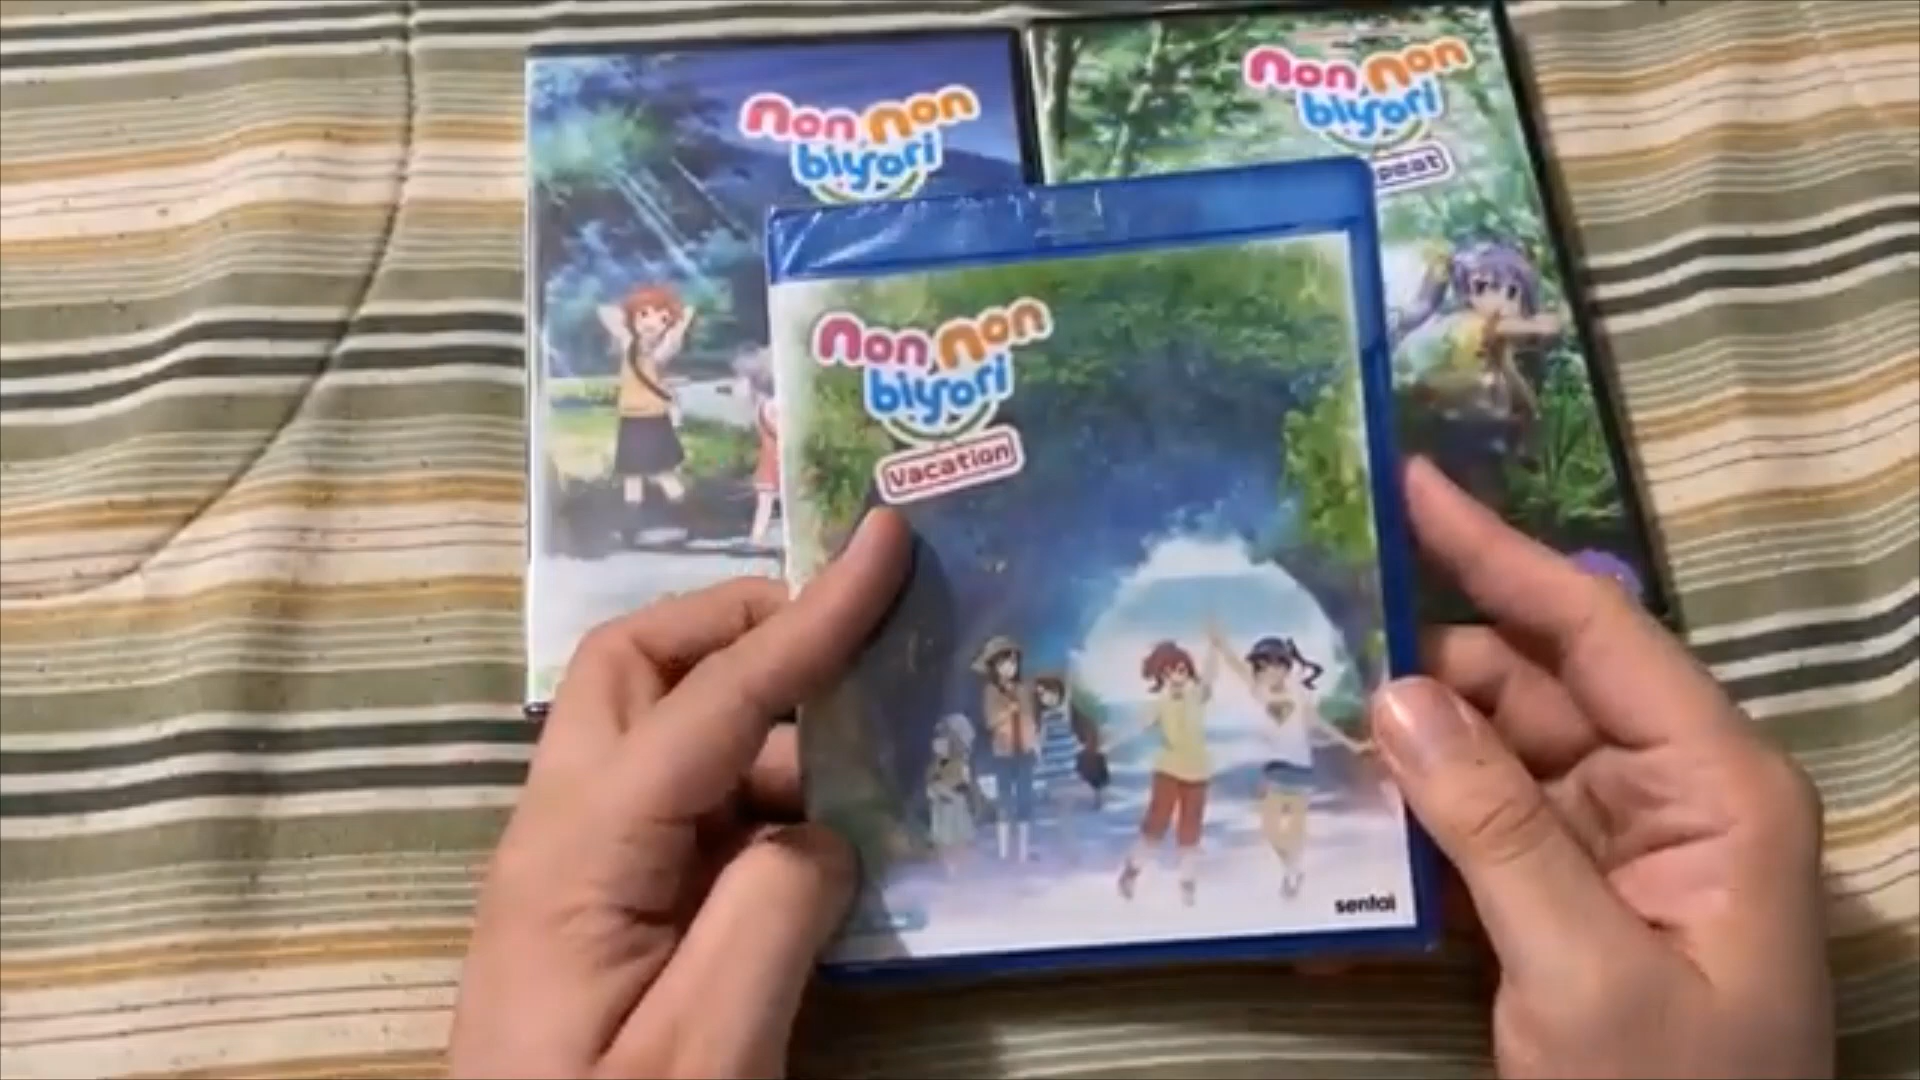 non non
biyori
non non
biyori
peat
non non
biyori
Vacation
sentai